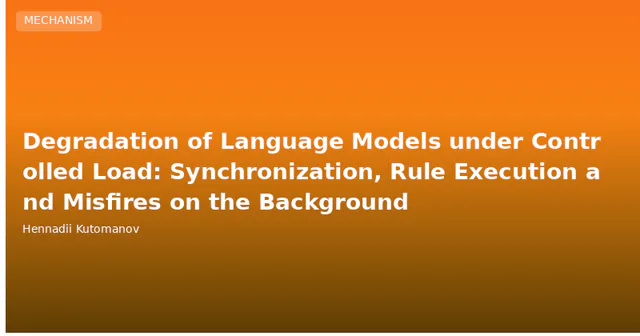 MECHANISM
Degradation of Language Models under Contr
olled Load: Synchronization, Rule Execution a
nd Misfires on the Background
Hennadii Kutomanov